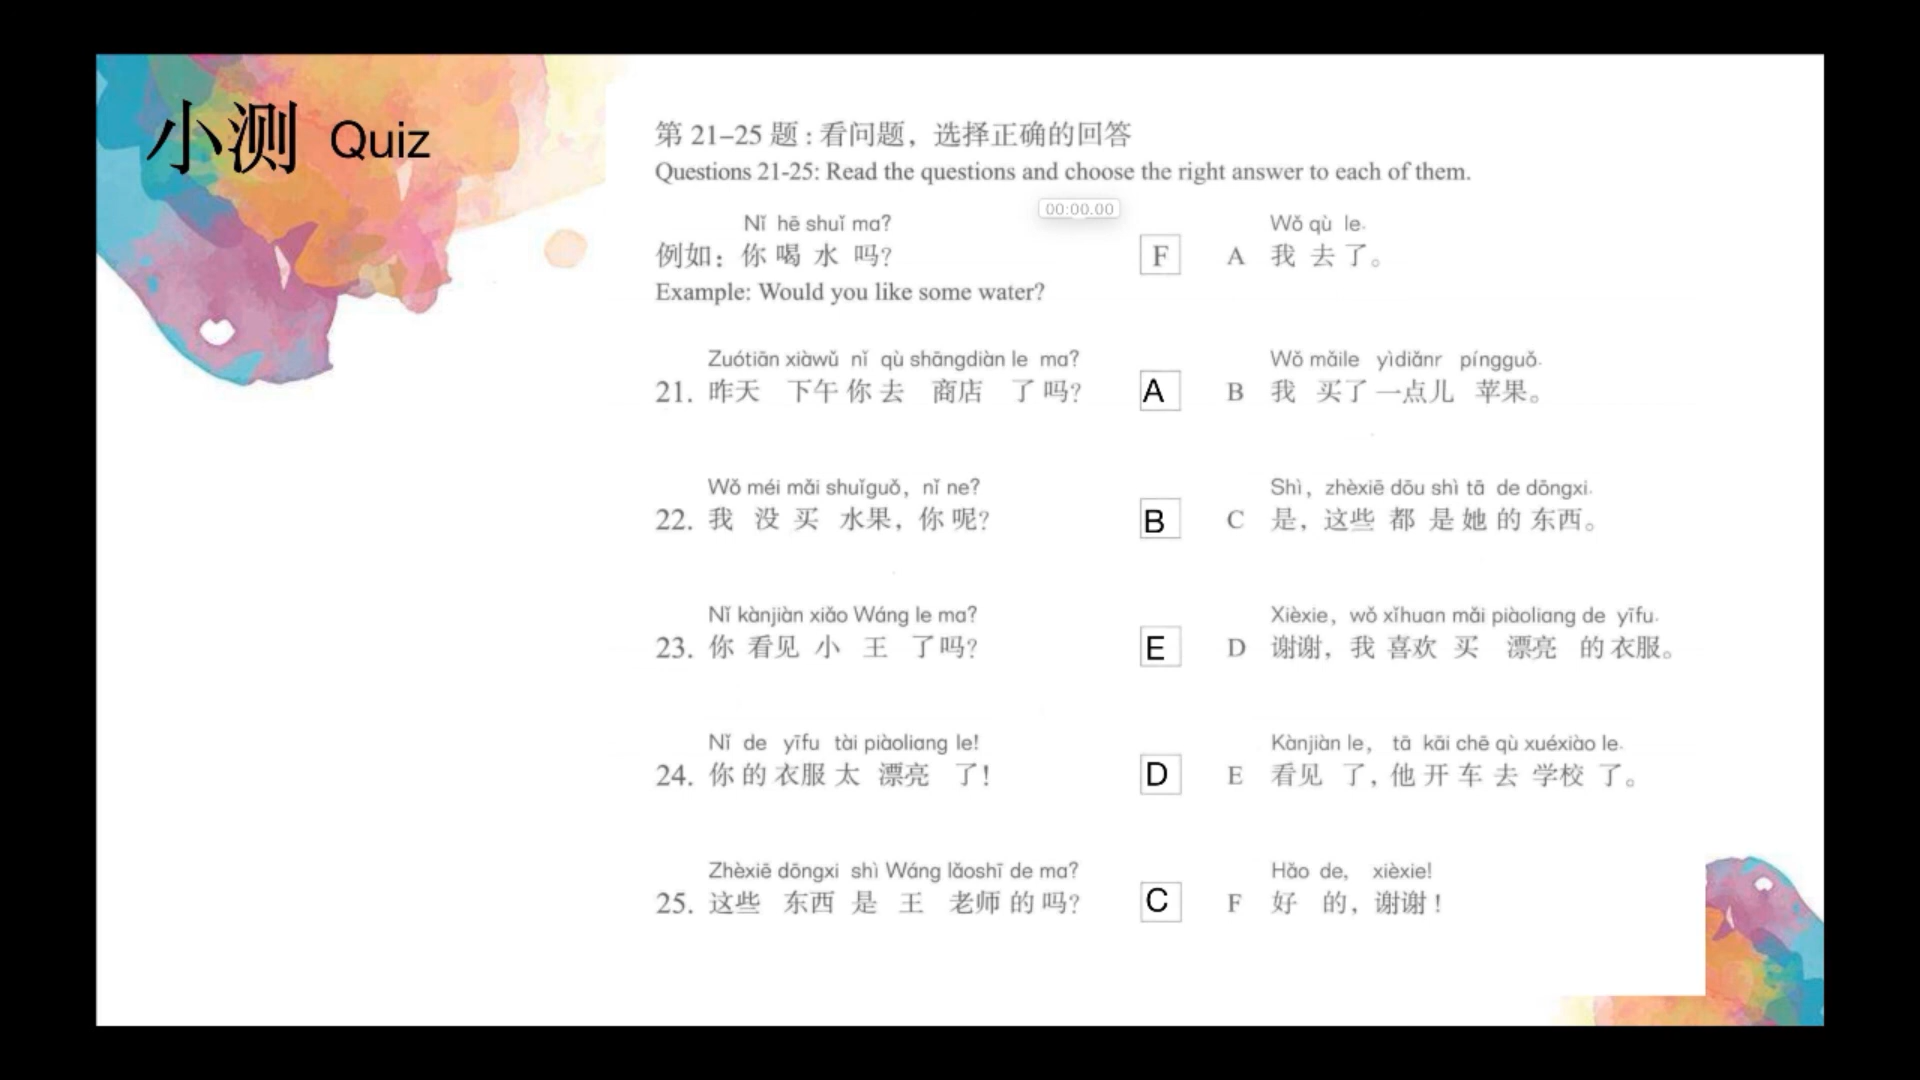 小测 Quiz
第 21–25 题：看问题，选择正确的回答
Questions 21-25: Read the questions and choose the right answer to each of them.
00:00.00
Nǐ hē shuǐ ma?
例如：你 喝 水 吗?
F
Example: Would you like some water?
Wǒ qù le.
A 我 去 了。
Zuótiān xiàwǔ nǐ qù shāngdiàn le ma?
21. 昨天 下午 你 去 商店 了 吗?
A
Wǒ mǎile yìdiǎnr píngguǒ.
B 我 买了 一点儿 苹果。
Wǒ méi mǎi shuǐguǒ, nǐ ne?
22. 我 没 买 水果，你 呢?
B
Shì, zhèxiē dōu shì tā de dōngxi.
C 是，这些 都 是 她 的 东西。
Nǐ kànjiàn xiǎo Wáng le ma?
23. 你 看见 小 王 了 吗?
E
Xièxie, wǒ xǐhuan mǎi piàoliang de yīfu.
D 谢谢，我 喜欢 买 漂亮 的 衣服。
Nǐ de yīfu tài piàoliang le!
24. 你 的 衣服 太 漂亮 了!
D
Kànjiàn le, tā kāi chē qù xuéxiào le.
E 看见 了，他 开 车 去 学校 了。
Zhèxiē dōngxi shì Wáng lǎoshī de ma?
25. 这些 东西 是 王 老师 的 吗?
C
Hǎo de, xièxie!
F 好 的，谢谢！